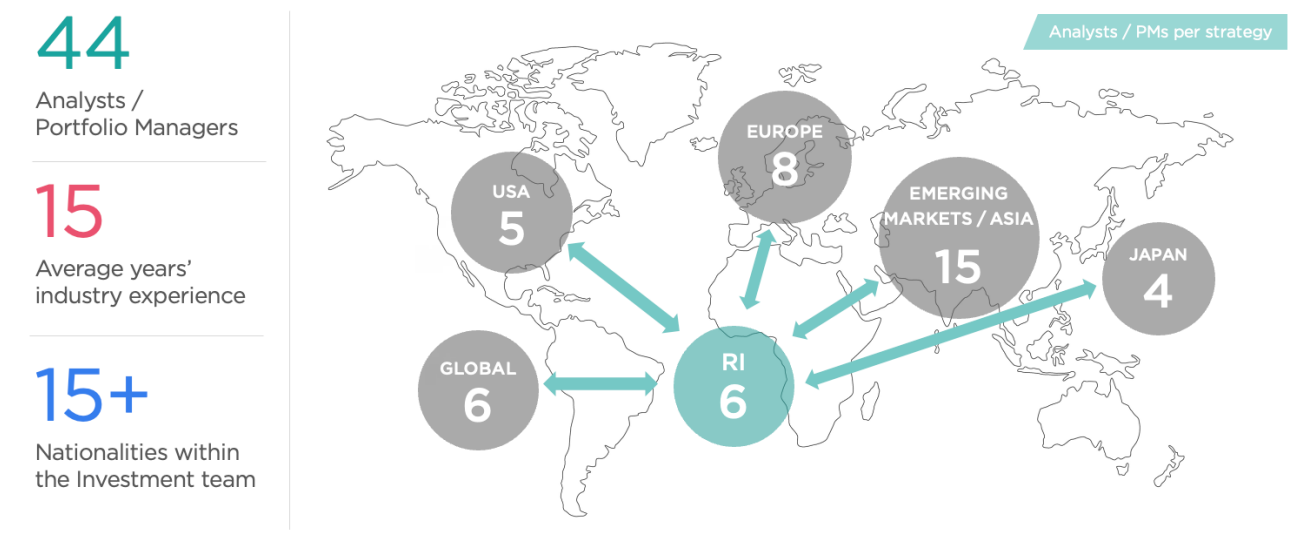 44
Analysts /
Portfolio Managers
15
Average years’
industry experience
15+
Nationalities within
the Investment team
Analysts / PMs per strategy
EUROPE
8
USA
5
EMERGING
MARKETS / ASIA
15
JAPAN
4
GLOBAL
6
RI
6